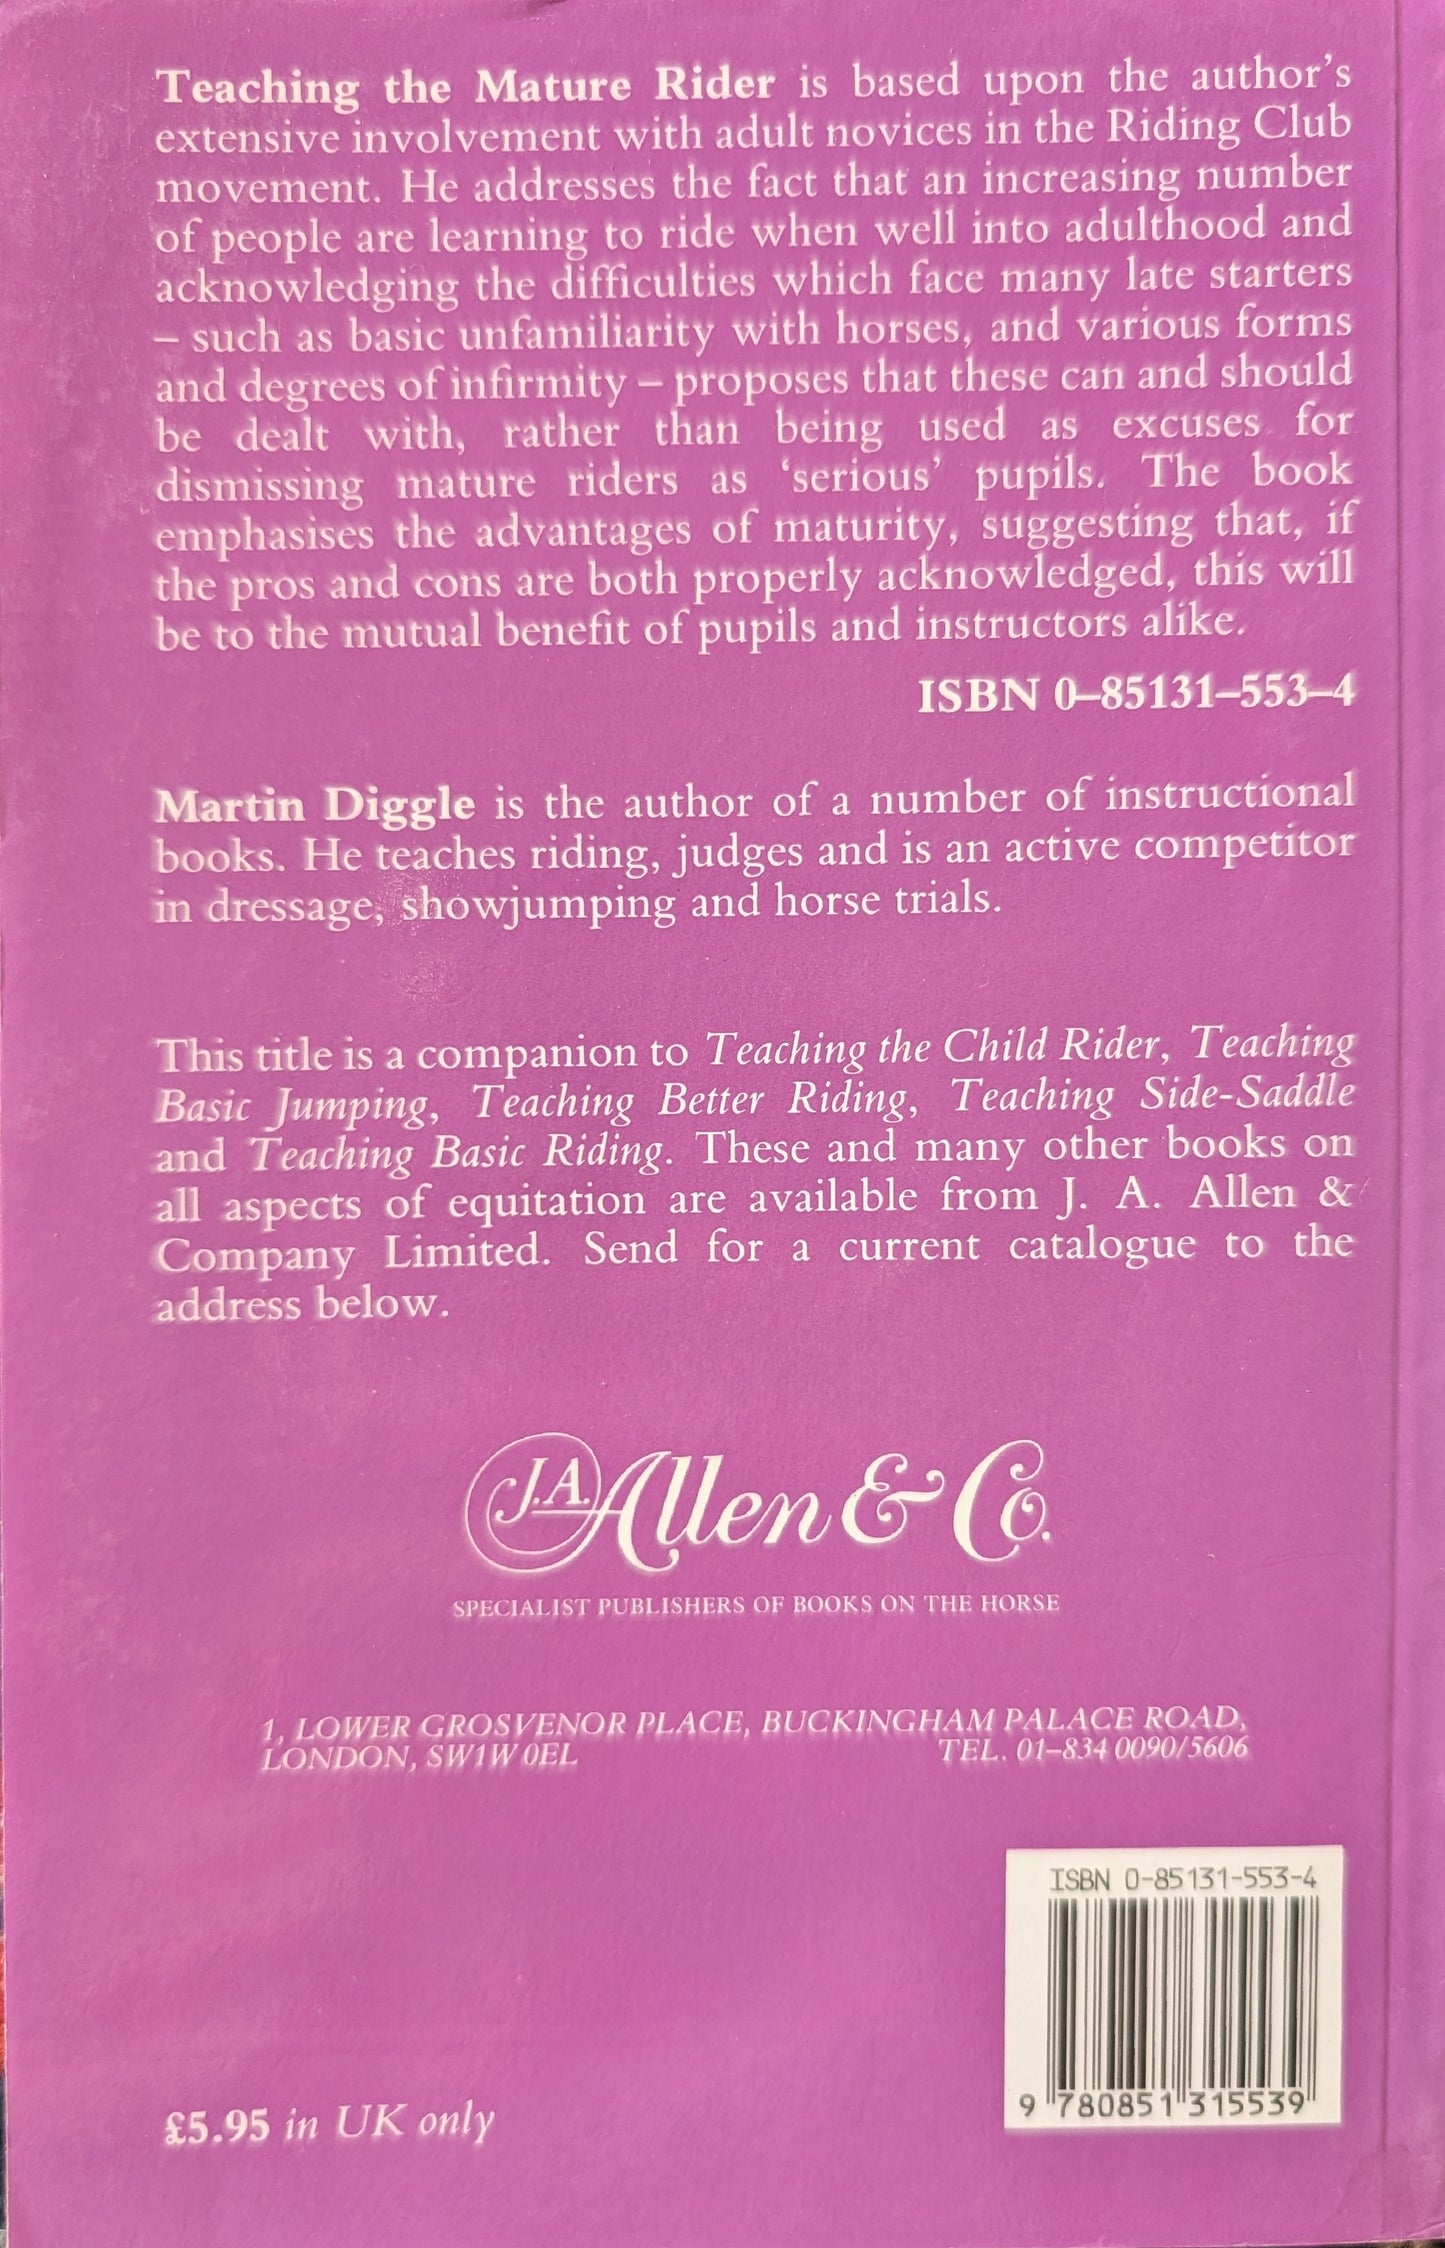 Teaching the Mature Rider is based upon the author's
extensive involvement with adult novices in the Riding Club
movement. He addresses the fact that an increasing number
of people are learning to ride when well into adulthood and
acknowledging the difficulties which face many late starters
– such as basic unfamiliarity with horses, and various forms
and degrees of infirmity – proposes that these can and should
be dealt with, rather than being used as excuses for
dismissing mature riders as ‘serious’ pupils. The book
emphasises the advantages of maturity, suggesting that, if
the pros and cons are both properly acknowledged, this will
be to the mutual benefit of pupils and instructors alike.
ISBN 0–85131–553–4
Martin Diggle is the author of a number of instructional
books. He teaches riding, judges and is an active competitor
in dressage, showjumping and horse trials.
This title is a companion to Teaching the Child Rider, Teaching
Basic Jumping, Teaching Better Riding, Teaching Side-Saddle
and Teaching Basic Riding. These and many other books on
all aspects of equitation are available from J. A. Allen &
Company Limited. Send for a current catalogue to the
address below.
J.A. Allen & Co.
SPECIALIST PUBLISHERS OF BOOKS ON THE HORSE
1, LOWER GROSVENOR PLACE, BUCKINGHAM PALACE ROAD,
LONDON, SW1W 0EL TEL. 01–834 0090/5606
ISBN 0-85131-553-4
9 780851 315539
£5.95 in UK only